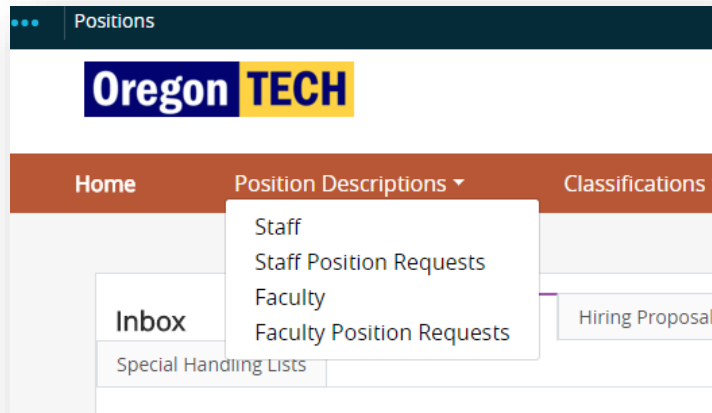 Positions
Oregon TECH
Home Position Descriptions Classifications
Staff
Staff Position Requests
Faculty
Faculty Position Requests
Inbox
Hiring Proposal
Special Handling Lists